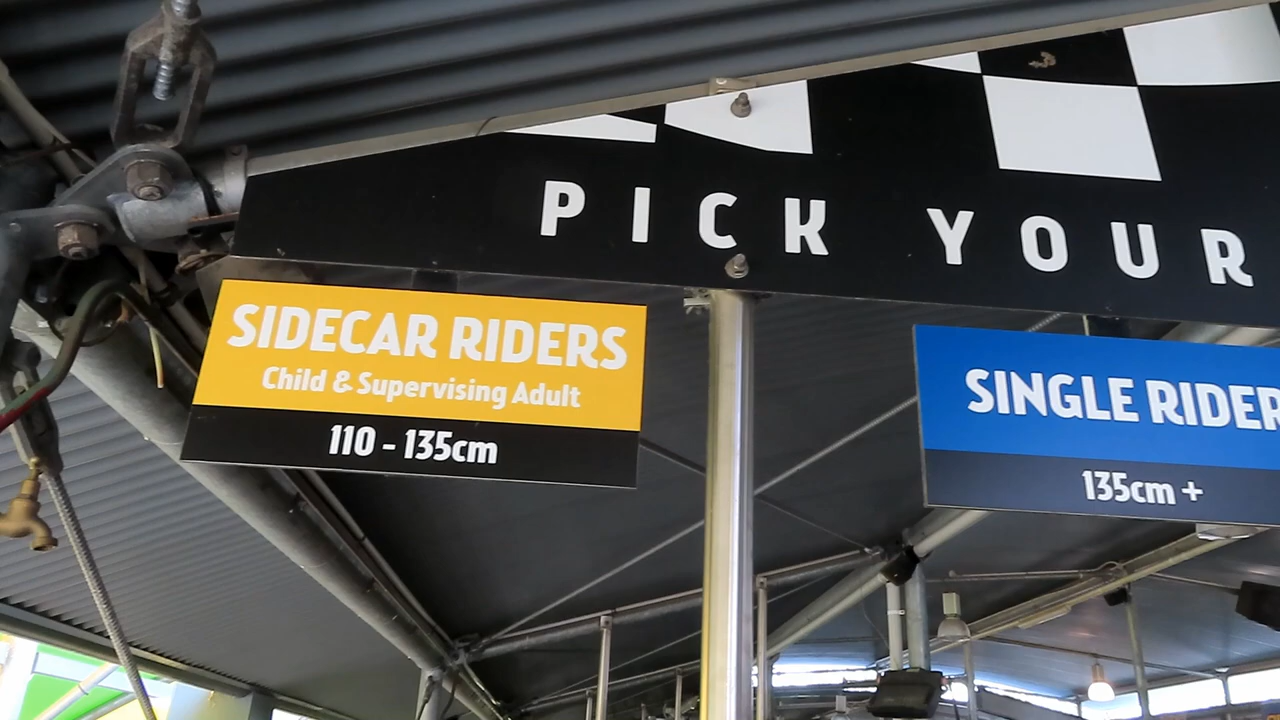 PICK YOUR
SIDECAR RIDERS
Child & Supervising Adult
110 - 135cm
SINGLE RIDER
135cm +